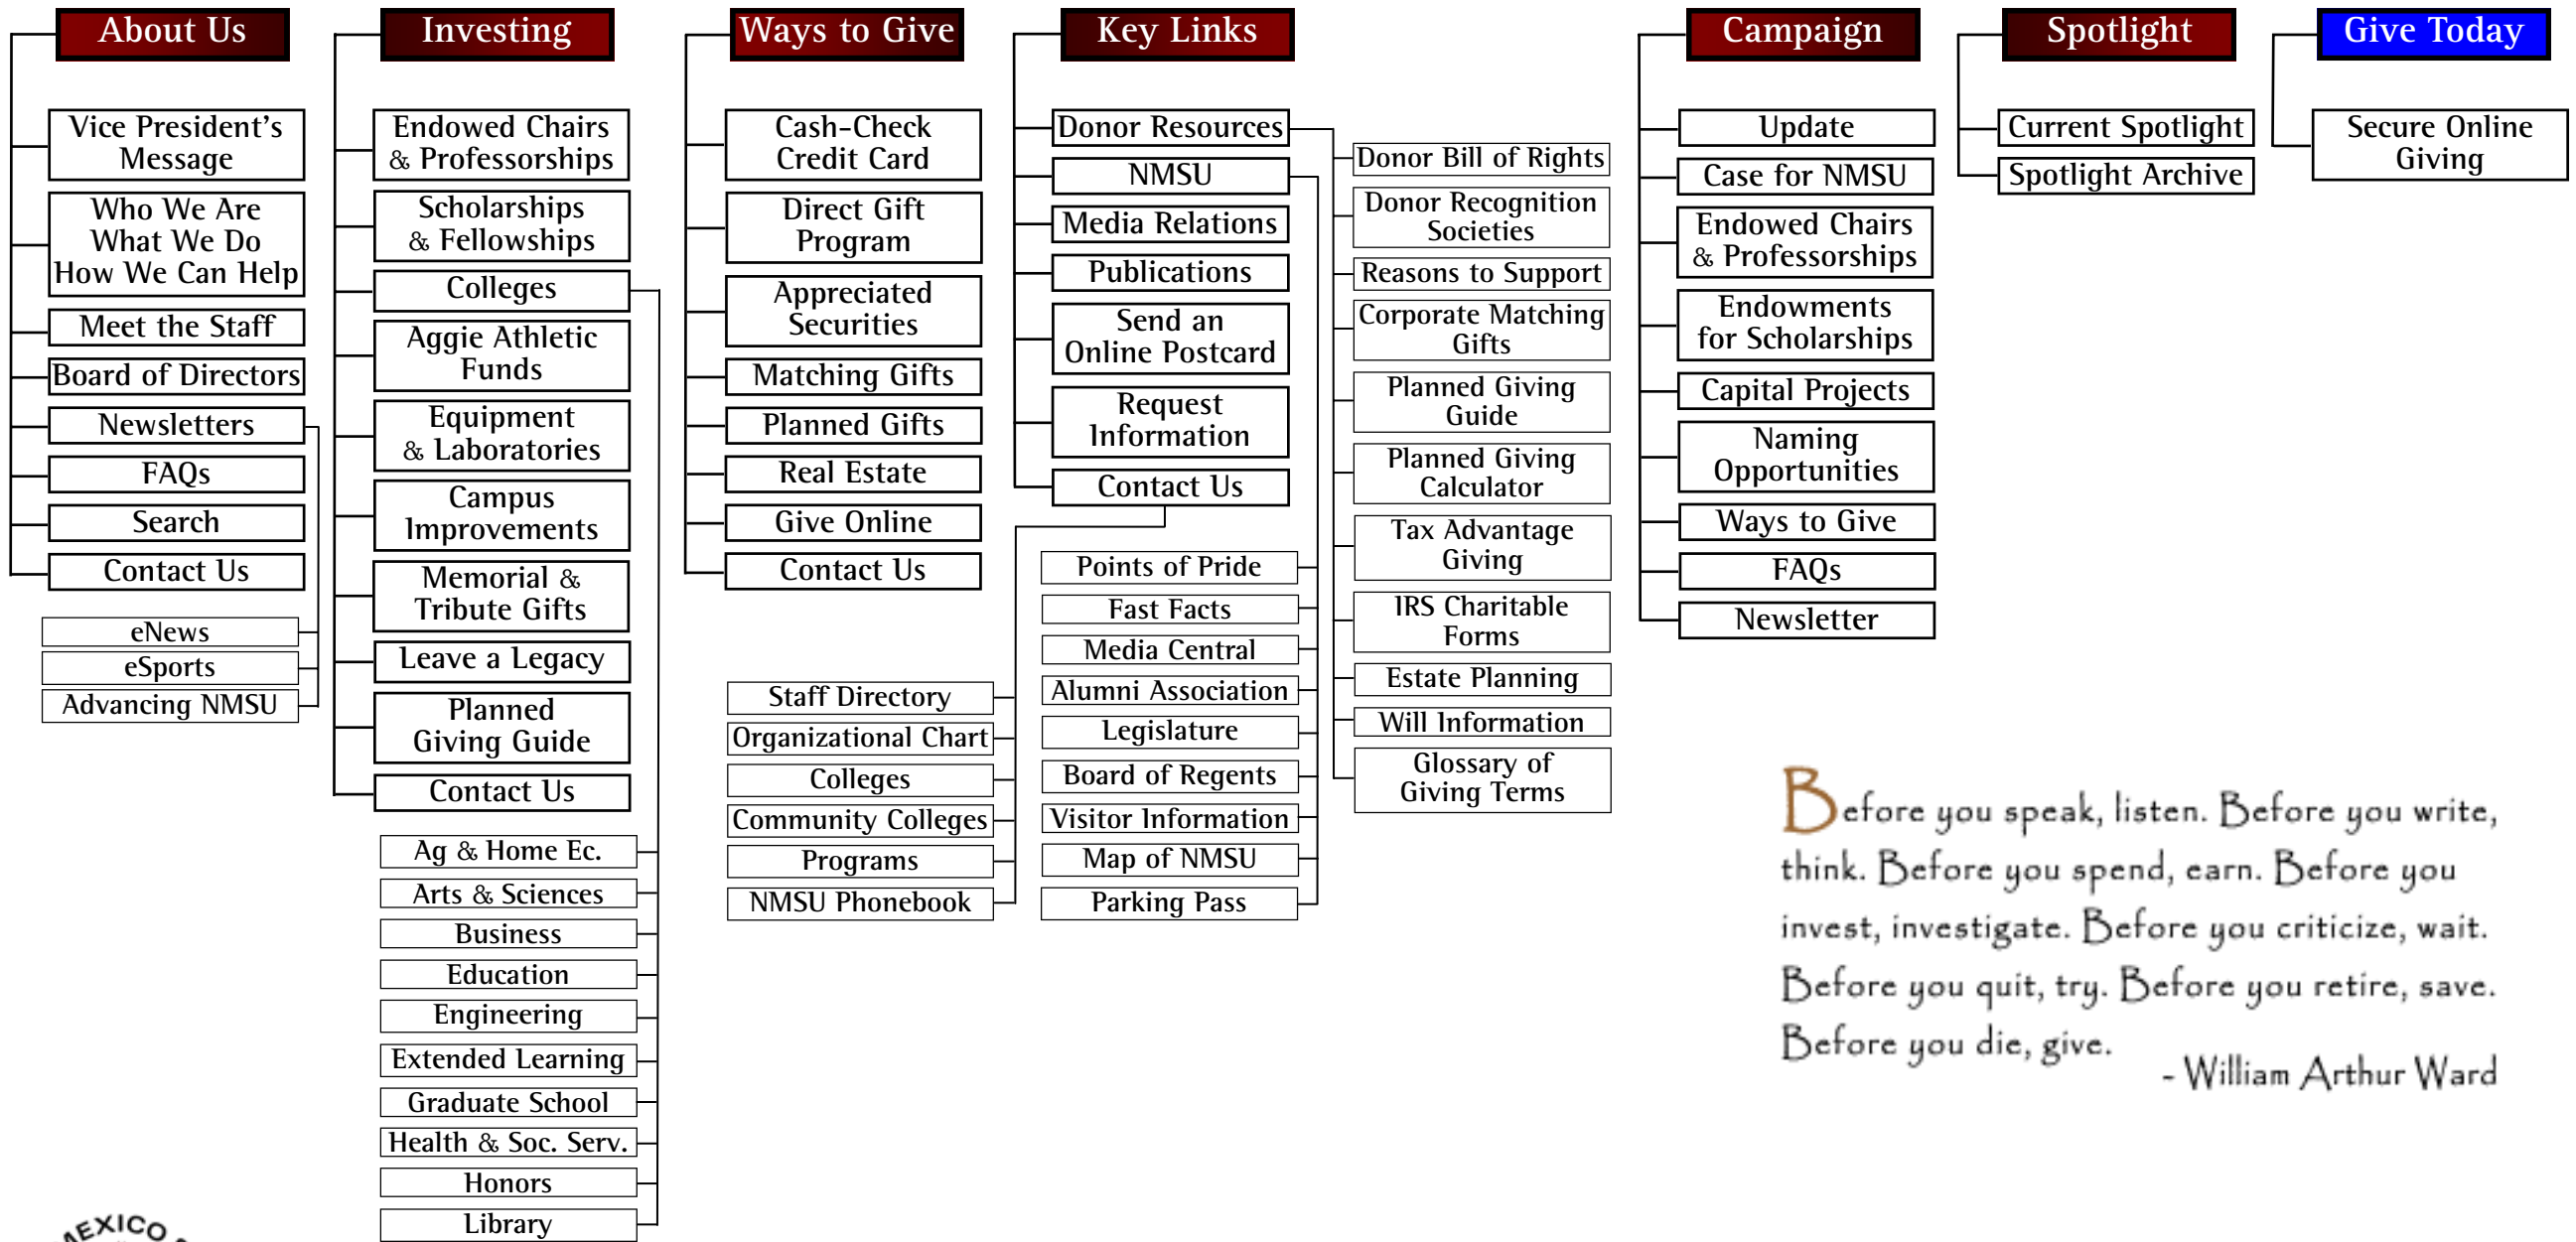 About Us
Vice President's
Message
Who We Are
What We Do
How We Can Help
Meet the Staff
Board of Directors
Newsletters
FAQs
Search
Contact Us
eNews
eSports
Advancing NMSU
Investing
Endowed Chairs
& Professorships
Scholarships
& Fellowships
Colleges
Aggie Athletic
Funds
Equipment
& Laboratories
Campus
Improvements
Memorial &
Tribute Gifts
Leave a Legacy
Planned
Giving Guide
Contact Us
Ag & Home Ec.
Arts & Sciences
Business
Education
Engineering
Extended Learning
Graduate School
Health & Soc. Serv.
Honors
Library
Ways to Give
Cash-Check
Credit Card
Direct Gift
Program
Appreciated
Securities
Matching Gifts
Planned Gifts
Real Estate
Give Online
Contact Us
Key Links
Donor Resources
NMSU
Media Relations
Publications
Send an
Online Postcard
Request
Information
Contact Us
Staff Directory
Organizational Chart
Colleges
Community Colleges
Programs
NMSU Phonebook
Points of Pride
Fast Facts
Media Central
Alumni Association
Legislature
Board of Regents
Visitor Information
Map of NMSU
Parking Pass
Donor Bill of Rights
Donor Recognition
Societies
Reasons to Support
Corporate Matching
Gifts
Planned Giving
Guide
Planned Giving
Calculator
Tax Advantage
Giving
IRS Charitable
Forms
Estate Planning
Will Information
Glossary of
Giving Terms
Campaign
Update
Case for NMSU
Endowed Chairs
& Professorships
Endowments
for Scholarships
Capital Projects
Naming
Opportunities
Ways to Give
FAQs
Newsletter
Spotlight
Current Spotlight
Spotlight Archive
Give Today
Secure Online
Giving
Before you speak, listen. Before you write,
think. Before you spend, earn. Before you
invest, investigate. Before you criticize, wait.
Before you quit, try. Before you retire, save.
Before you die, give.
- William Arthur Ward